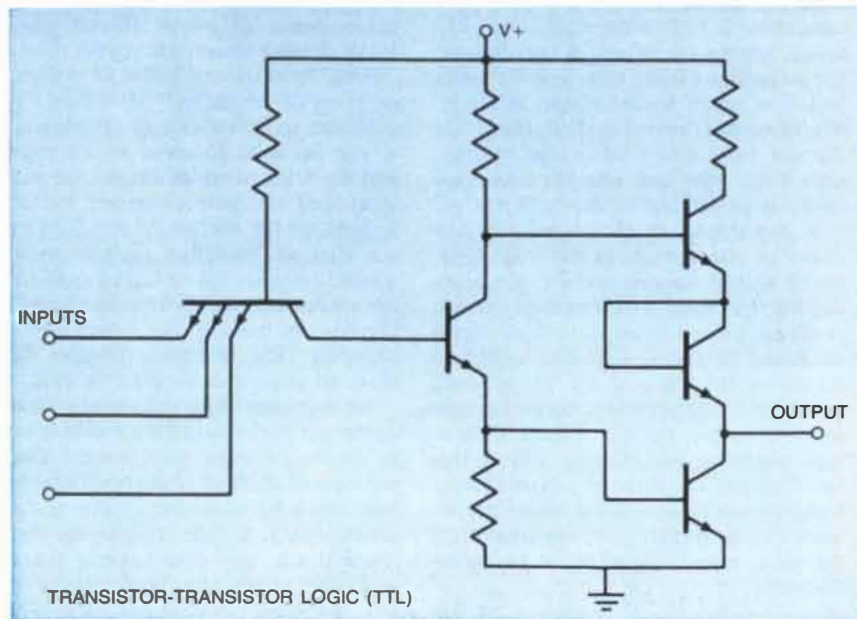 V+
INPUTS
OUTPUT
TRANSISTOR-TRANSISTOR LOGIC (TTL)